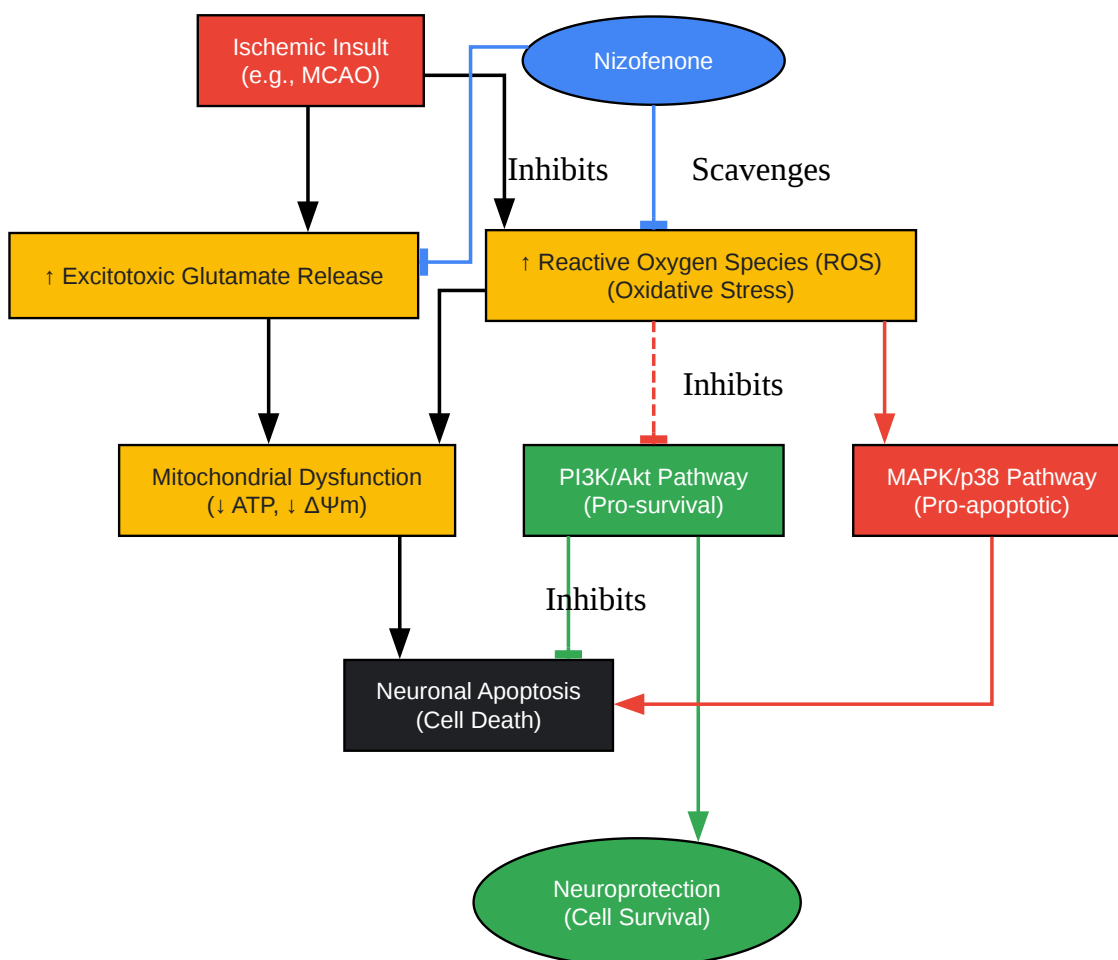 Ischemic Insult
(e.g., MCAO)
Nizofenone
Inhibits
Scavenges
↑ Excitotoxic Glutamate Release
↑ Reactive Oxygen Species (ROS)
(Oxidative Stress)
Inhibits
Mitochondrial Dysfunction
(↓ ATP, ↓ ΔΨm)
PI3K/Akt Pathway
(Pro-survival)
MAPK/p38 Pathway
(Pro-apoptotic)
Inhibits
Neuronal Apoptosis
(Cell Death)
Neuroprotection
(Cell Survival)